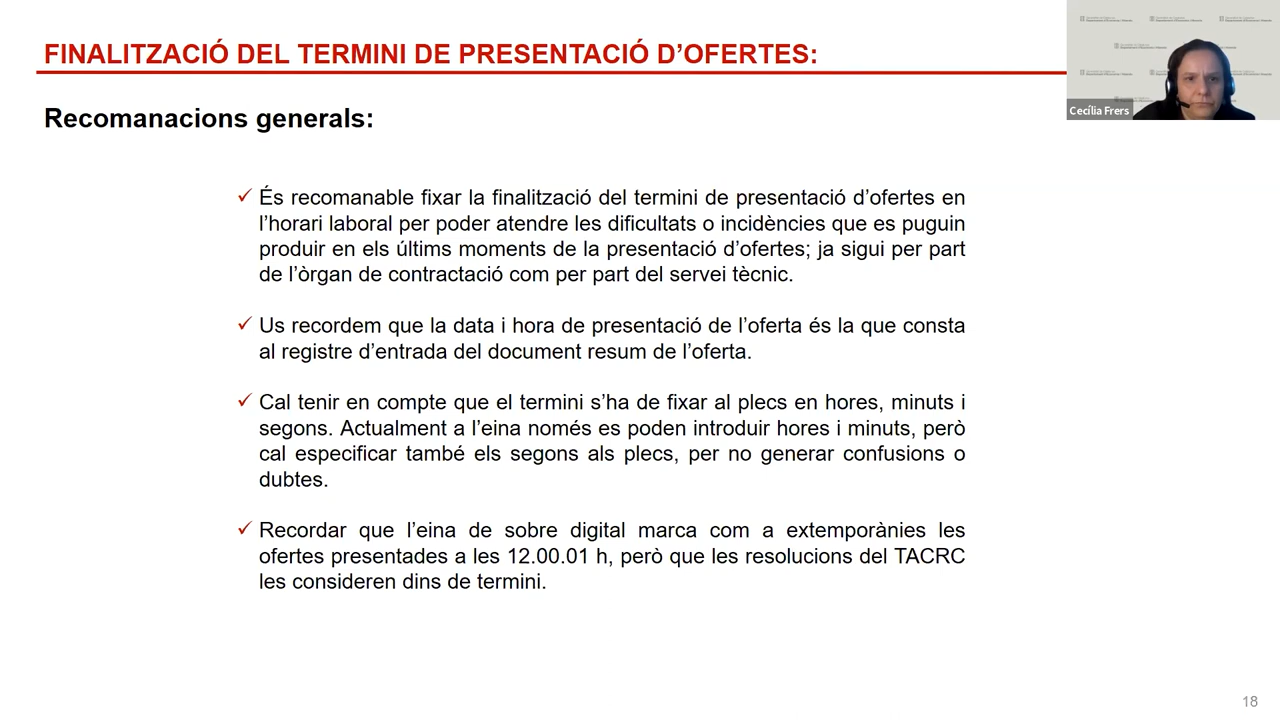 FINALITZACIÓ DEL TERMINI DE PRESENTACIÓ D’OFERTES:
Cecília Frers
Recomanacions generals:
✓ És recomanable fixar la finalització del termini de presentació d’ofertes en
l’horari laboral per poder atendre les dificultats o incidències que es puguin
produir en els últims moments de la presentació d’ofertes; ja sigui per part
de l’òrgan de contractació com per part del servei tècnic.
✓ Us recordem que la data i hora de presentació de l’oferta és la que consta
al registre d’entrada del document resum de l’oferta.
✓ Cal tenir en compte que el termini s’ha de fixar al plecs en hores, minuts i
segons. Actualment a l’eina només es poden introduir hores i minuts, però
cal especificar també els segons als plecs, per no generar confusions o
dubtes.
✓ Recordar que l’eina de sobre digital marca com a extemporànies les
ofertes presentades a les 12.00.01 h, però que les resolucions del TACRC
les consideren dins de termini.
18